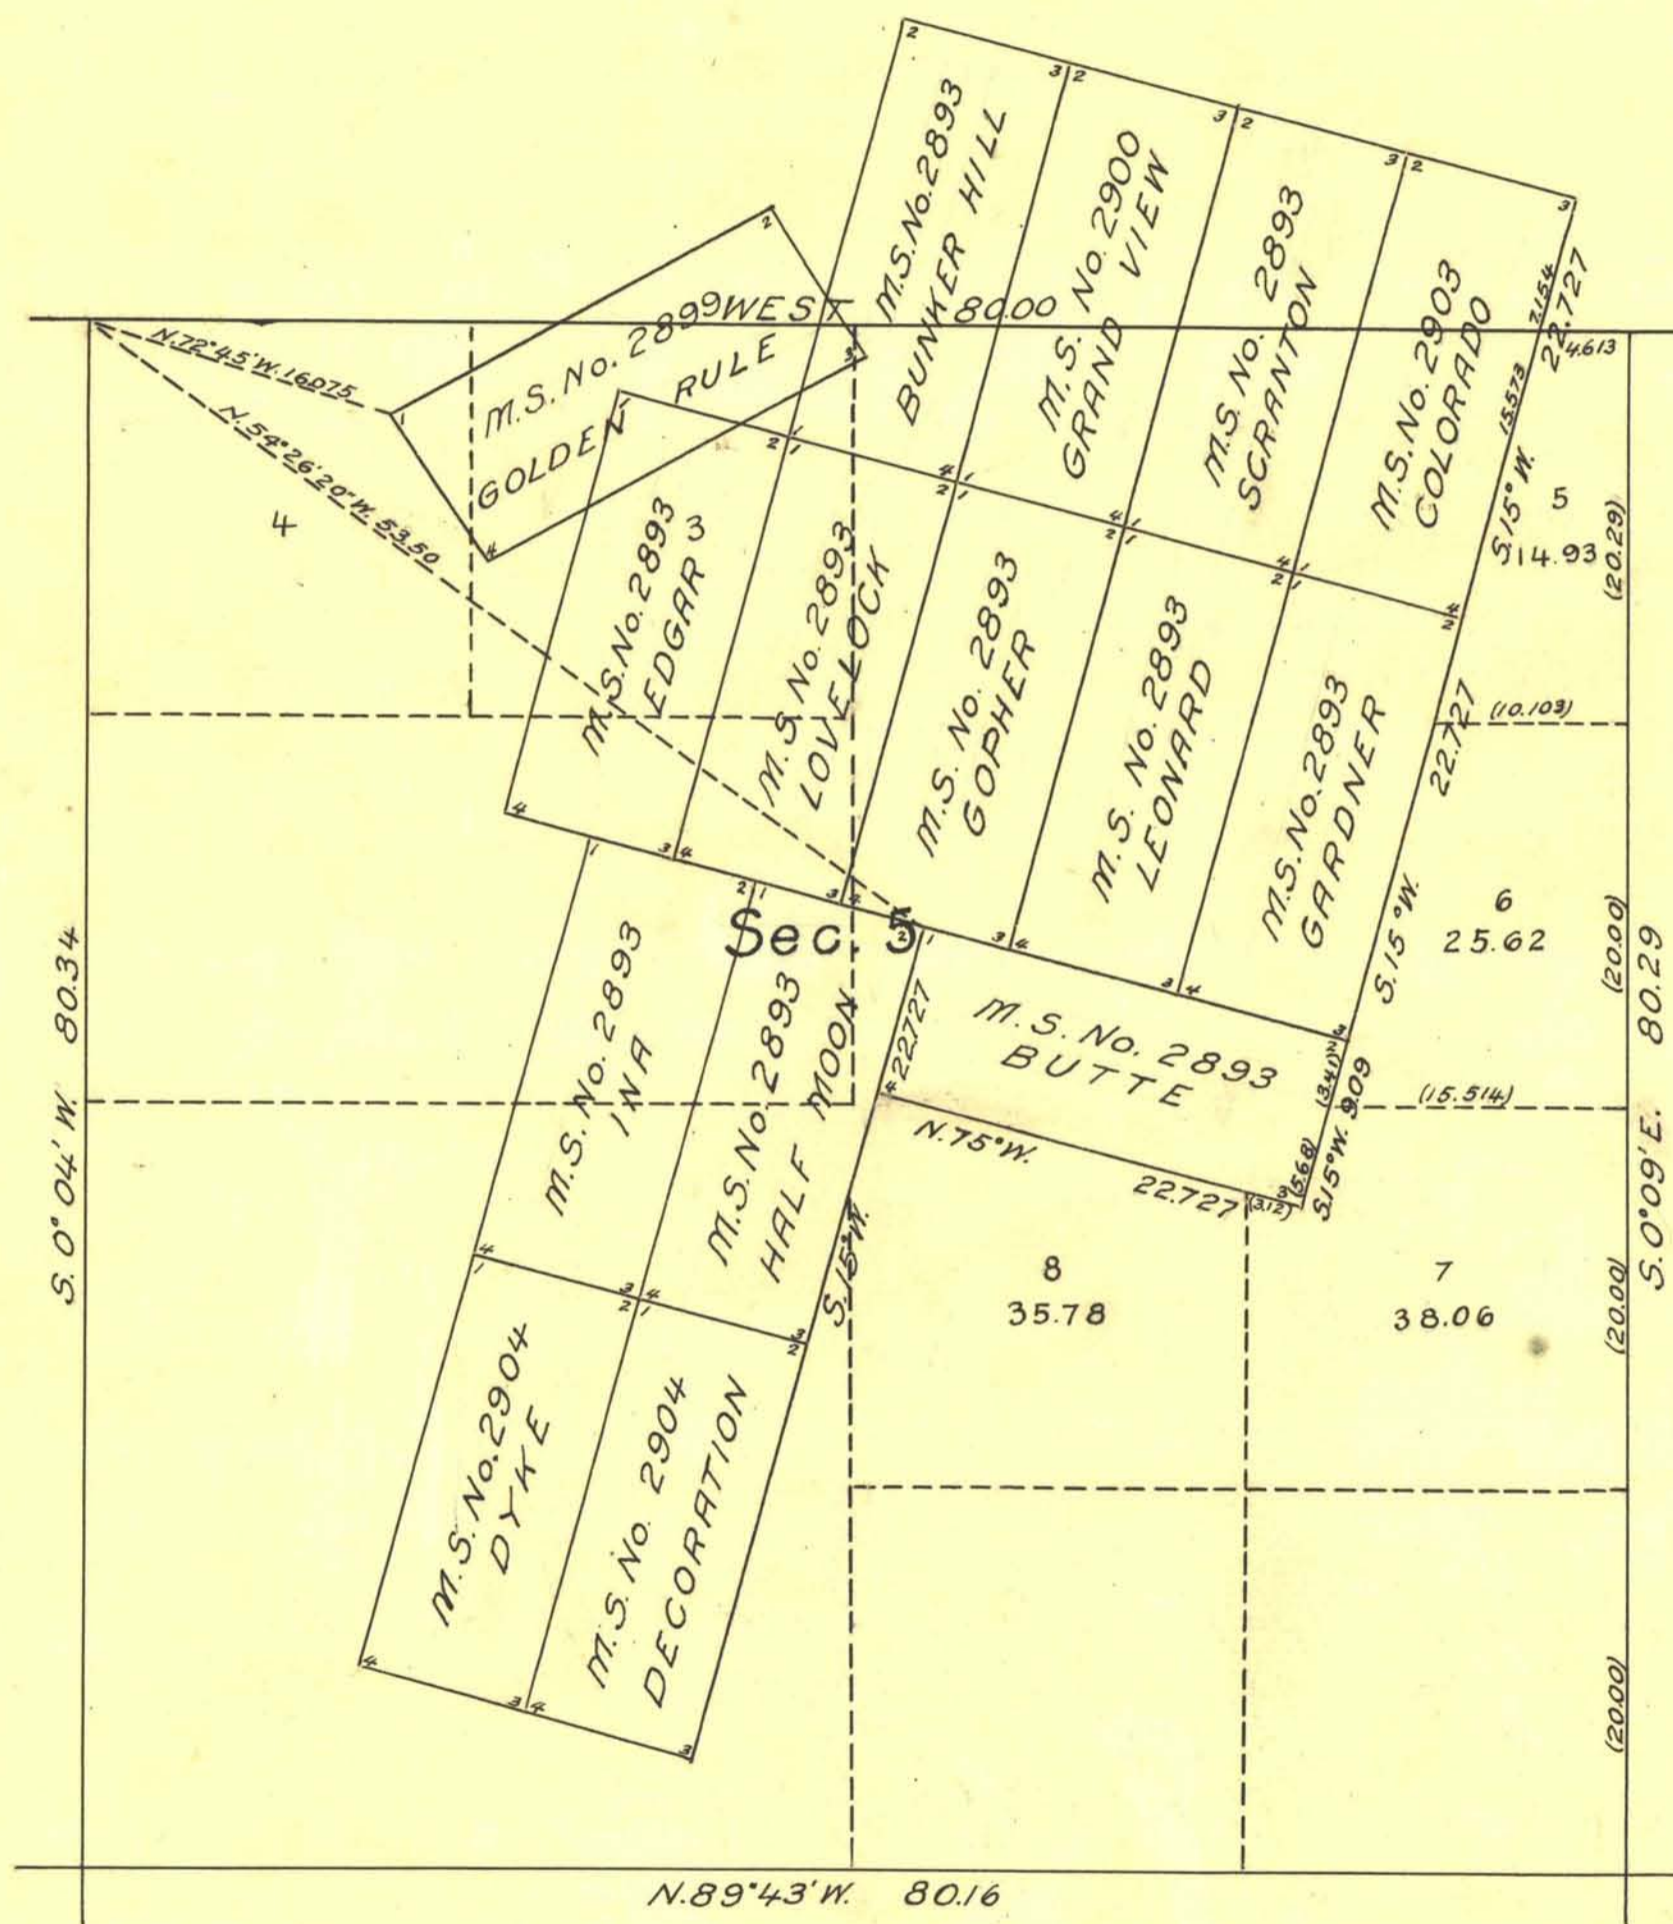 M.S.No.2893
BUNKER HILL
M.S. No. 2900
GRAND VIEW
M.S. No. 2893
SCRANTON
M.S.No. 2903
COLORADO
WEST 80.00
M.S. No. 2899
GOLDEN RULE
N.72°45'W. 16.075
N.54°26'20"W. 53.50
7.154
22.727
4.613
15.573
S.15°W.
4
3
5
14.93
(20.29)
M.S.No.2893
EDGAR
M.S. No. 2893
LOVELOCK
M.S. No. 2893
GOPHER
M.S. No. 2893
LEONARD
M.S.No.2893
GARDNER
22.727
(10.103)
S.15°W.
6
25.62
(20.00)
Sec. 5
M.S. No. 2893
INA
M.S.No.2893
HALF MOON
22.727
M.S. No. 2893
BUTTE
(3.41)
S.15°W. 9.09
(5.68)
(15.514)
N.75°W.
22.727
(3.12)
S.15°W.
8
35.78
7
38.06
(20.00)
S. 0°04' W. 80.34
S.0°09'E. 80.29
M.S. No.2904
DYKE
M.S. No. 2904
DECORATION
(20.00)
N.89°43'W. 80.16